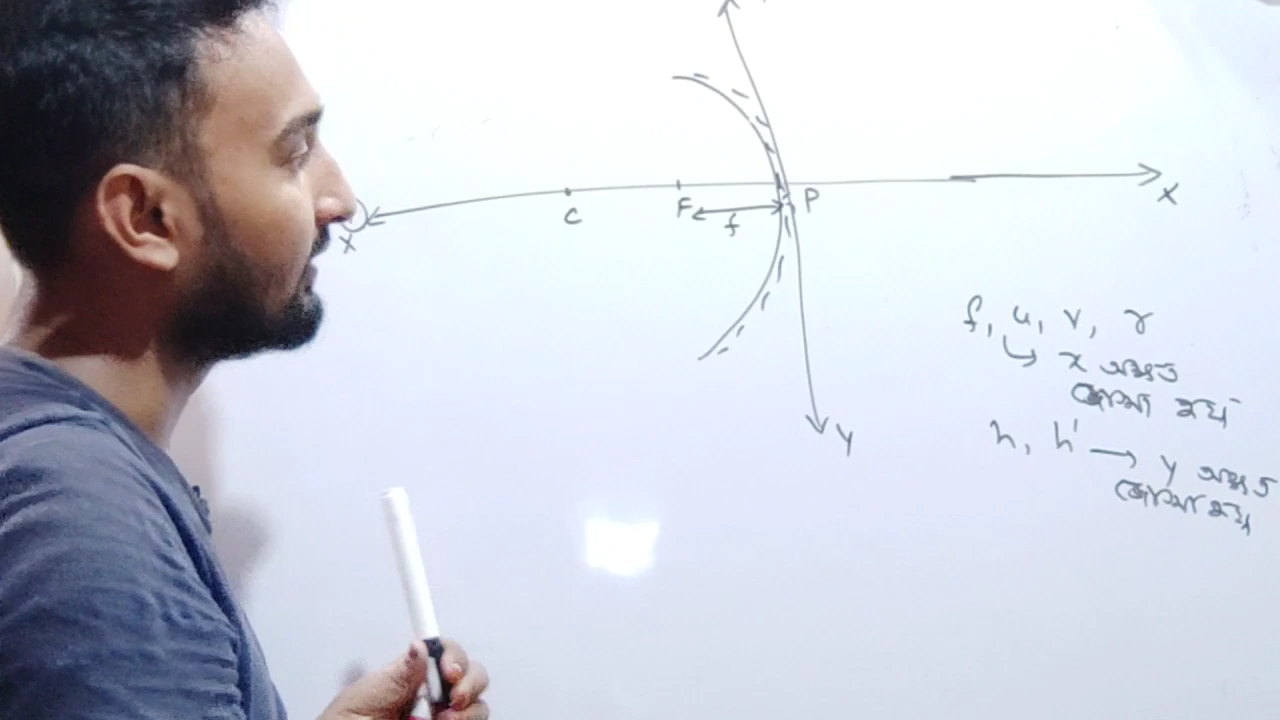 X C F f P X
Y
f, u, v, r
↳ x অক্ষত
জোখা হয়
h, h' → y অক্ষত
জোখা হয়